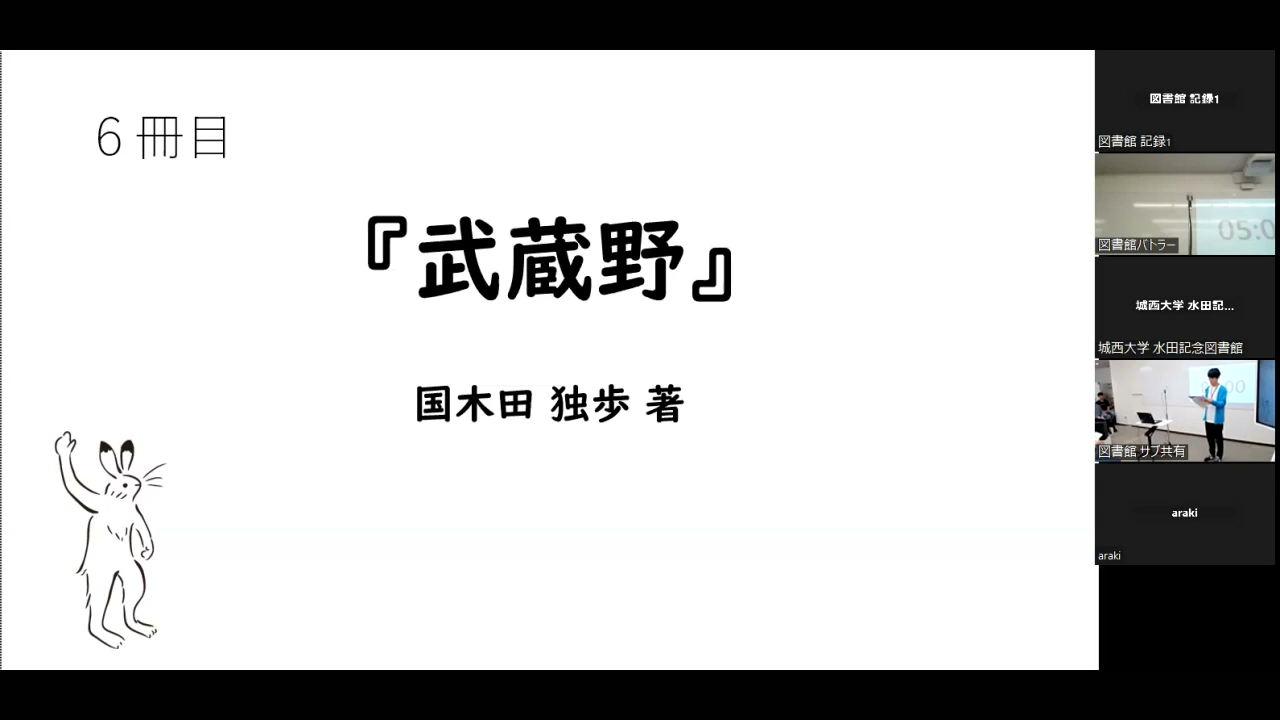 6冊目
『武蔵野』
国木田 独歩 著
図書館 記録1
図書館 記録1
05:0
図書館バトラー
城西大学 水田記...
城西大学 水田記念図書館
図書館 サブ共有
araki
araki